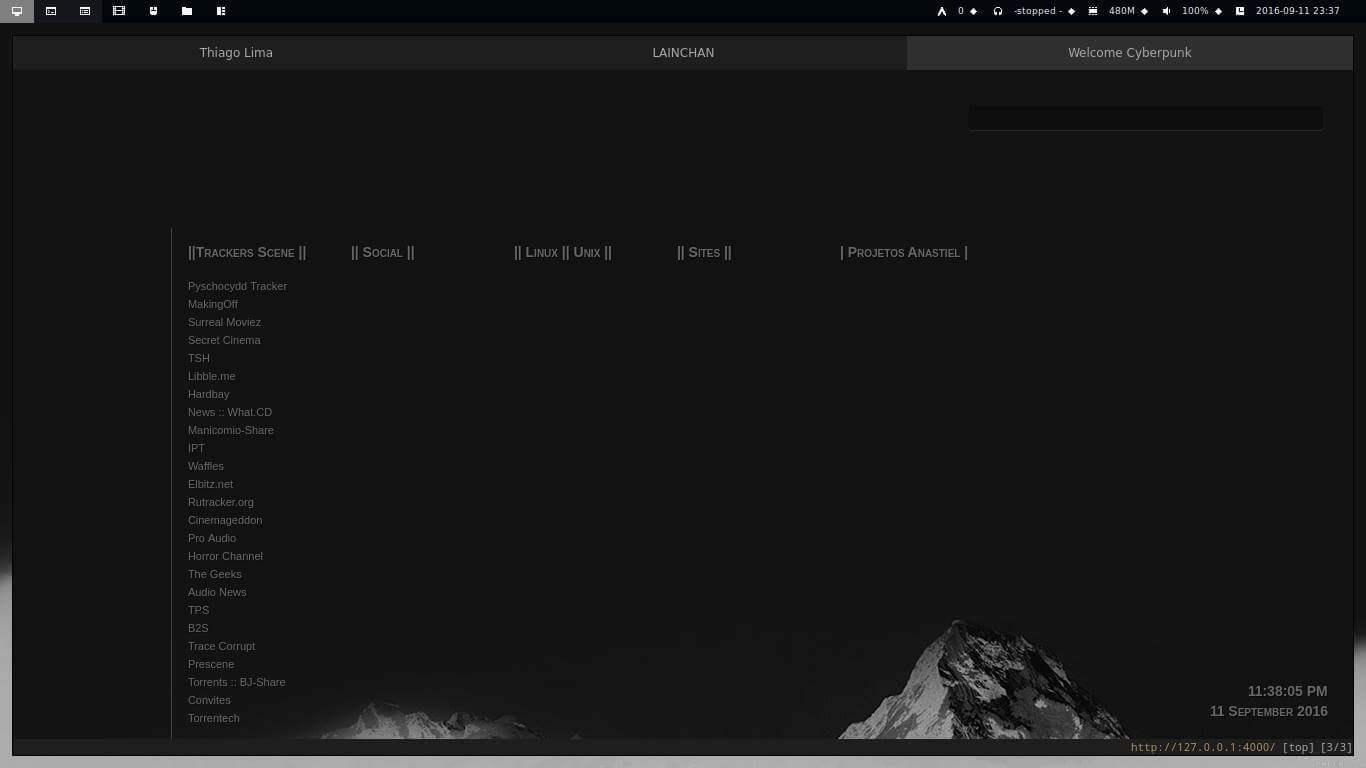 0 ◆ -stopped - ◆ 480M ◆ 100% ◆ 2016-09-11 23:37
Thiago Lima LAINCHAN Welcome Cyberpunk
||Trackers Scene || || Social || || Linux || Unix || || Sites || | Projetos Anastiel |
Pyschocydd Tracker
MakingOff
Surreal Moviez
Secret Cinema
TSH
Libble.me
Hardbay
News :: What.CD
Manicomio-Share
IPT
Waffles
Elbitz.net
Rutracker.org
Cinemageddon
Pro Audio
Horror Channel
The Geeks
Audio News
TPS
B2S
Trace Corrupt
Prescene
Torrents :: BJ-Share
Convites
Torrentech
11:38:05 PM
11 September 2016
http://127.0.0.1:4000/ [top] [3/3]